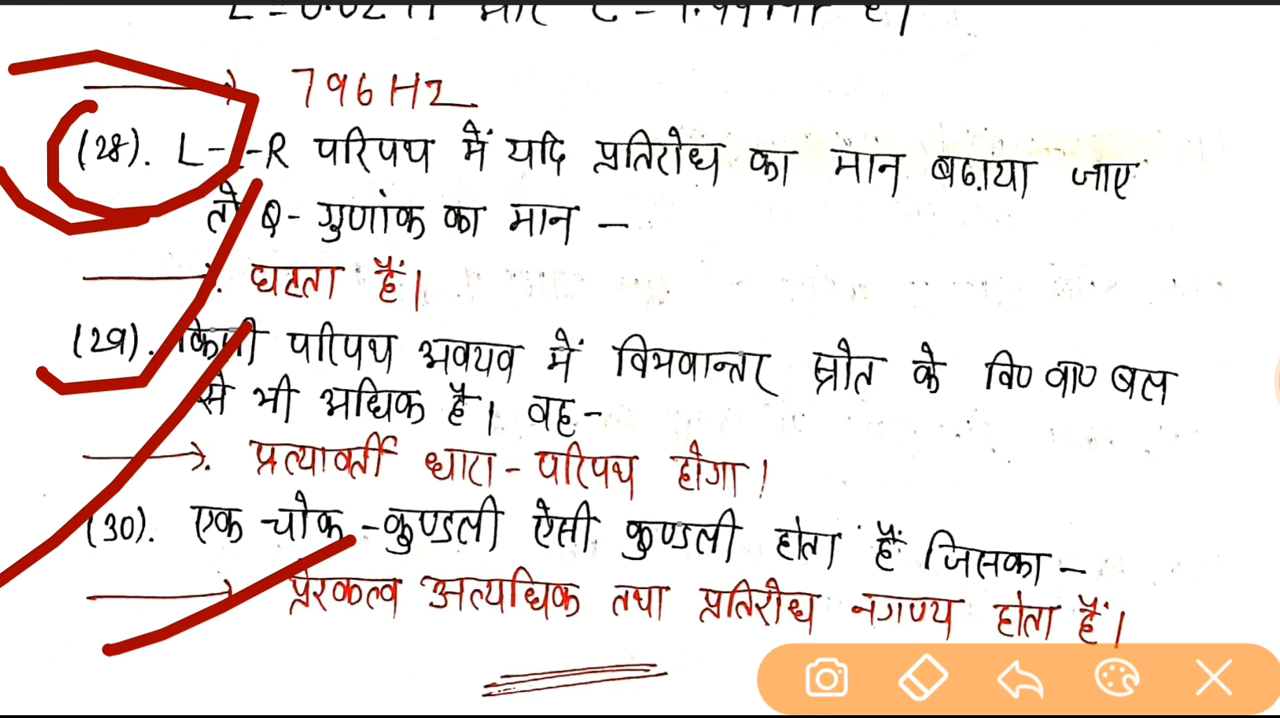 → 796 Hz
(28). L-C-R परिपथ में यदि प्रतिरोध का मान बढ़ाया जाए
तो Q- गुणांक का मान –
→ घटता हैं।
(29). किसी परिपथ अवयव में विभवान्तर स्रोत के वि० वा० बल
से भी अधिक है। वह-
→ प्रत्यावर्ती धारा - परिपथ होगा।
(30). एक चोक -कुण्डली ऐसी कुण्डली होता हैं जिसका –
→ प्रेरकत्व अत्यधिक तथा प्रतिरोध नगण्य होता हैं।